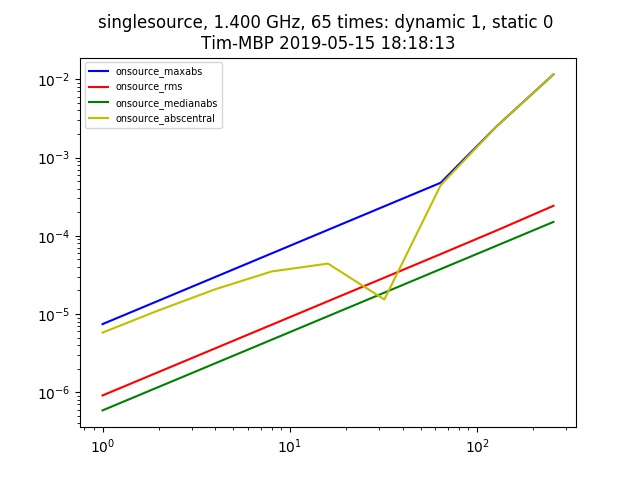 singlesource, 1.400 GHz, 65 times: dynamic 1, static 0
Tim-MBP 2019-05-15 18:18:13
onsource_maxabs
onsource_rms
onsource_medianabs
onsource_abscentral
10⁻²
10⁻³
10⁻⁴
10⁻⁵
10⁻⁶
10⁰ 10¹ 10²